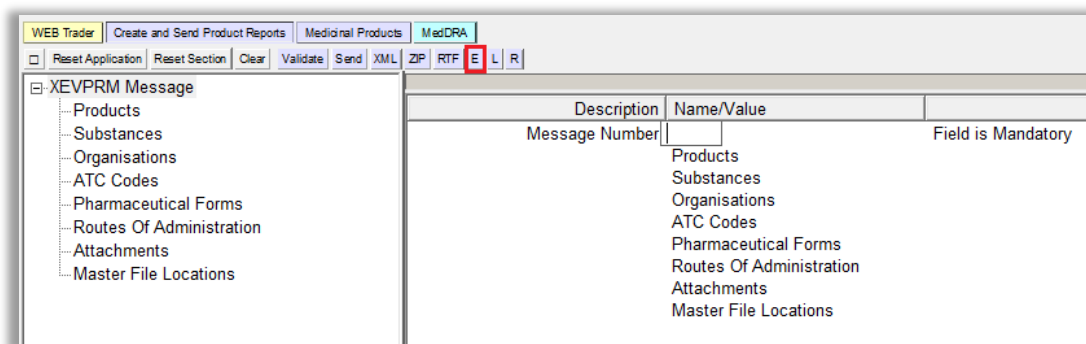 WEB Trader Create and Send Product Reports Medicinal Products MedDRA
Reset Application Reset Section Clear Validate Send XML ZIP RTF E L R
XEVPRM Message
Products
Substances
Organisations
ATC Codes
Pharmaceutical Forms
Routes Of Administration
Attachments
Master File Locations
Description Name/Value
Message Number Field is Mandatory
Products
Substances
Organisations
ATC Codes
Pharmaceutical Forms
Routes Of Administration
Attachments
Master File Locations